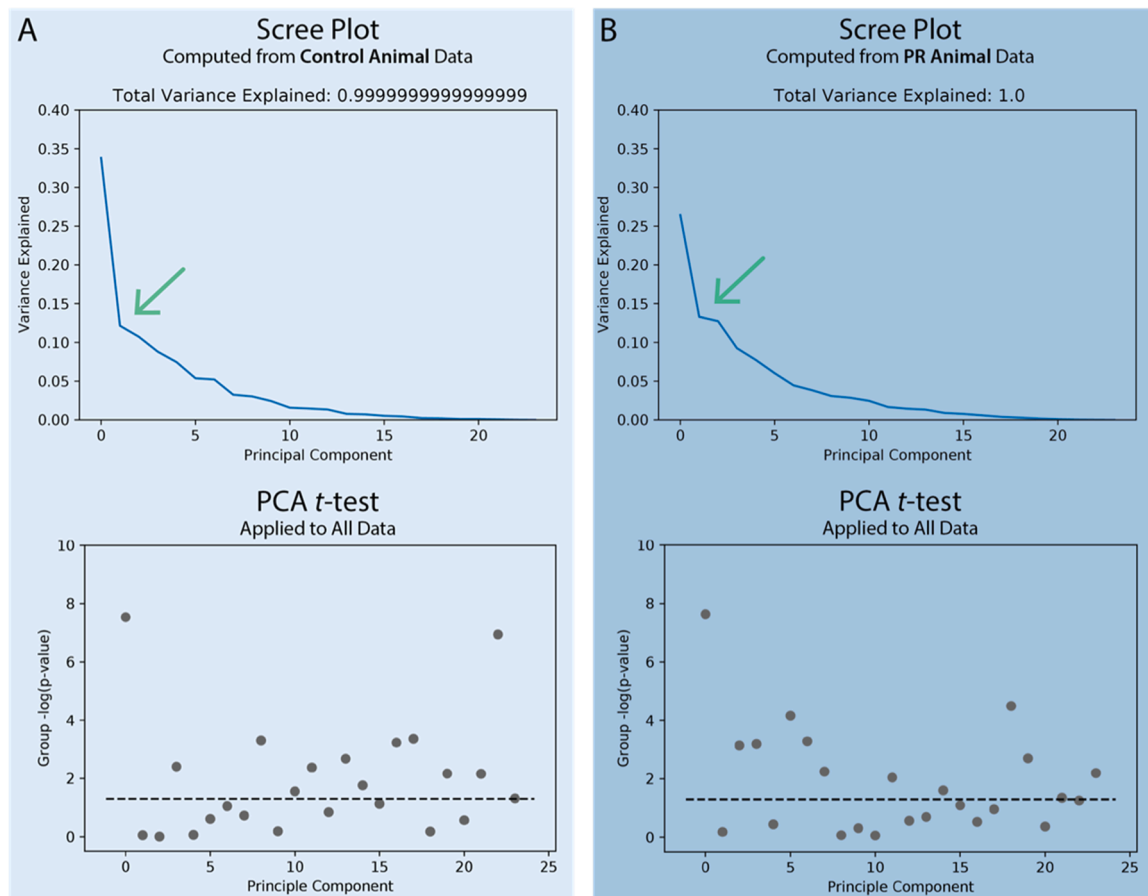 A
Scree Plot
Computed from Control Animal Data
Total Variance Explained: 0.9999999999999999
0.40
0.35
0.30
0.25
0.20
0.15
0.10
0.05
0.00
Variance Explained
0 5 10 15 20
Principal Component
PCA t-test
Applied to All Data
10
8
6
4
2
0
Group -log(p-value)
0 5 10 15 20 25
Principle Component
B
Scree Plot
Computed from PR Animal Data
Total Variance Explained: 1.0
0.40
0.35
0.30
0.25
0.20
0.15
0.10
0.05
0.00
Variance Explained
0 5 10 15 20
Principal Component
PCA t-test
Applied to All Data
10
8
6
4
2
0
Group -log(p-value)
0 5 10 15 20 25
Principle Component